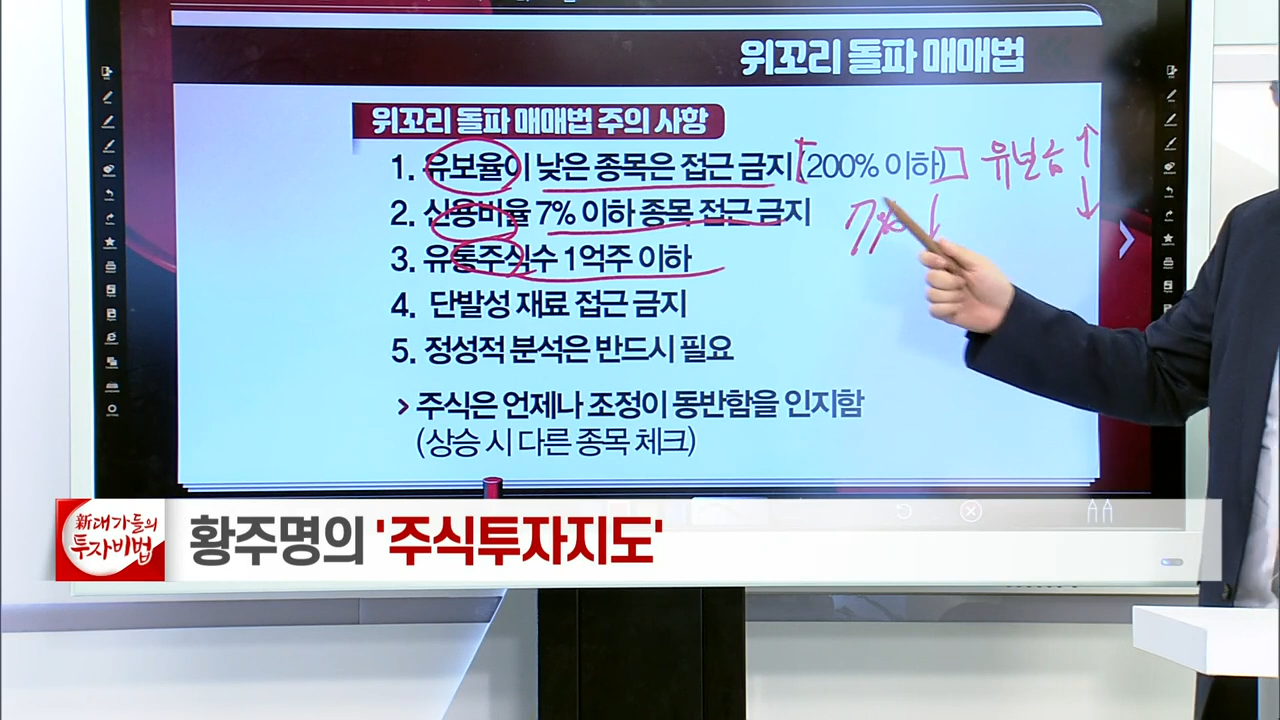 위꼬리 돌파 매매법
위꼬리 돌파 매매법 주의 사항
1. 유보율이 낮은 종목은 접근 금지 (200% 이하)
유보금
2. 신용비율 7% 이하 종목 접근 금지
7%
3. 유통주식수 1억주 이하
4. 단발성 재료 접근 금지
5. 정성적 분석은 반드시 필요
> 주식은 언제나 조정이 동반함을 인지함
(상승 시 다른 종목 체크)
新대가들의
투자비법
황주명의 '주식투자지도'